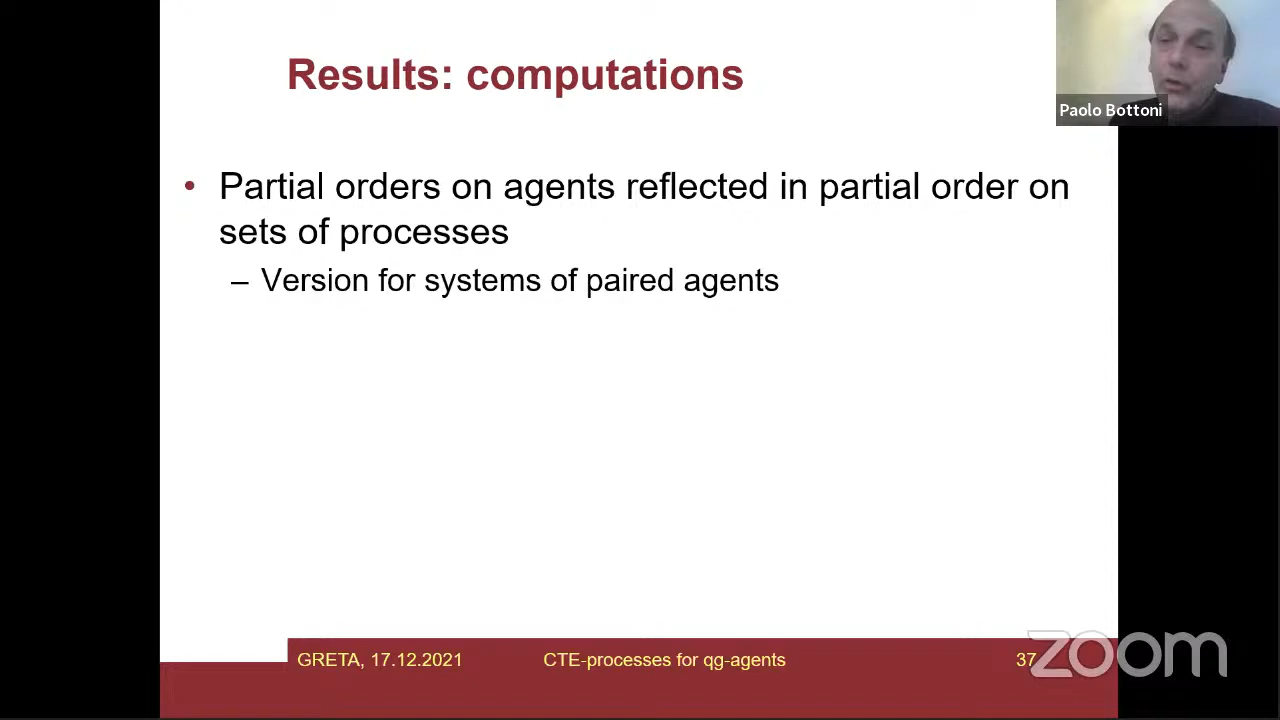 Results: computations
Paolo Bottoni
• Partial orders on agents reflected in partial order on
sets of processes
– Version for systems of paired agents
GRETA, 17.12.2021
CTE-processes for qg-agents
37
zoom